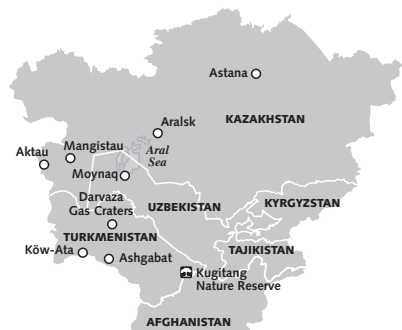 Astana
KAZAKHSTAN
Aralsk
Aral
Sea
Mangistau
Aktau
Moynaq
Darvaza
Gas Craters
UZBEKISTAN
KYRGYZSTAN
TURKMENISTAN
TAJIKISTAN
Köw-Ata
Ashgabat
Kugitang
Nature Reserve
AFGHANISTAN